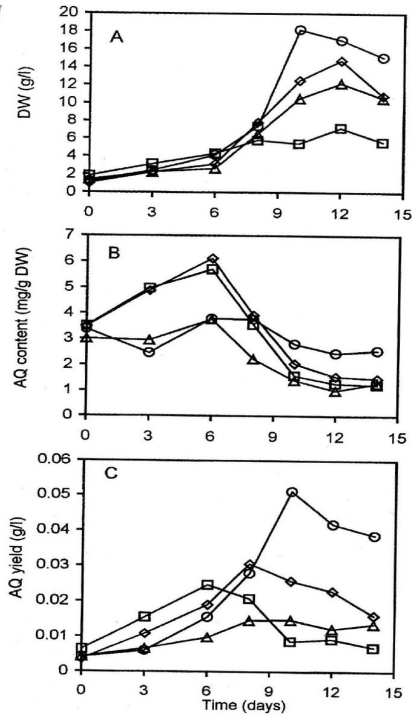 20
A
18
16
14
12
10
8
6
4
2
0
DW (g/l)
0 3 6 9 12 15
7
B
6
5
4
3
2
1
0
AQ content (mg/g DW)
0 3 6 9 12 15
0.06
C
0.05
0.04
0.03
0.02
0.01
0
AQ yield (g/l)
0 3 6 9 12 15
Time (days)